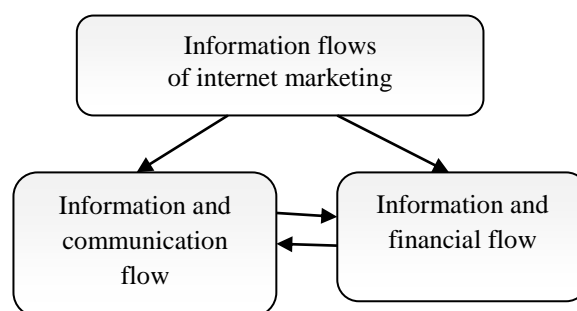 Information flows
of internet marketing
Information and
communication
flow
Information and
financial flow